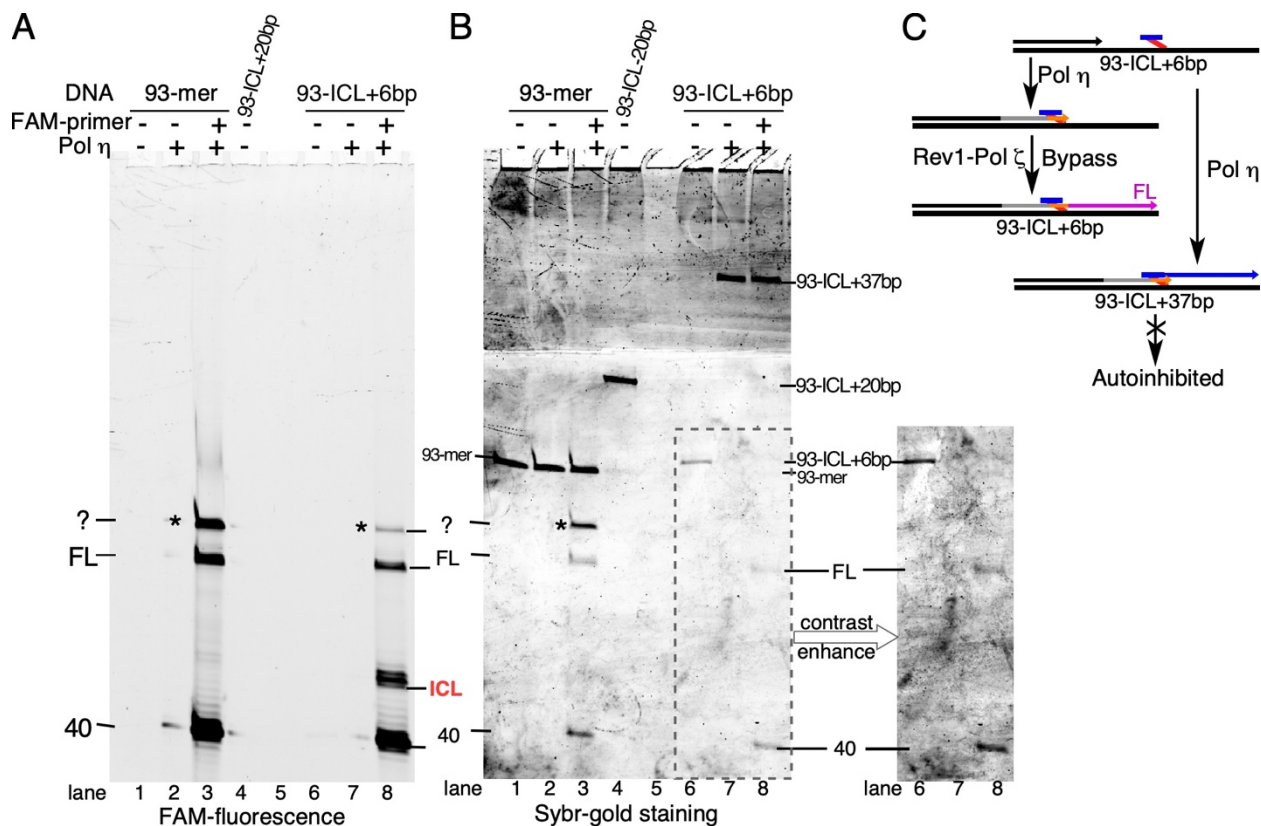 A
DNA 93-mer 93-ICL+20bp 93-ICL+6bp
FAM-primer - - + - - - +
Pol η - + + - + +
* *
?
FL
ICL
40
lane 1 2 3 4 5 6 7 8
FAM-fluorescence
B
93-mer 93-ICL-20bp 93-ICL+6bp
- - + - - - +
- + + - + +
93-ICL+37bp
93-ICL+20bp
93-mer
93-ICL+6bp
93-mer
? *
FL FL
contrast
enhance
40 40
lane 1 2 3 4 5 6 7 8
Sybr-gold staining
lane 6 7 8
C
93-ICL+6bp
Pol η
Rev1-Pol ζ Bypass
Pol η
FL
93-ICL+6bp
93-ICL+37bp
Autoinhibited